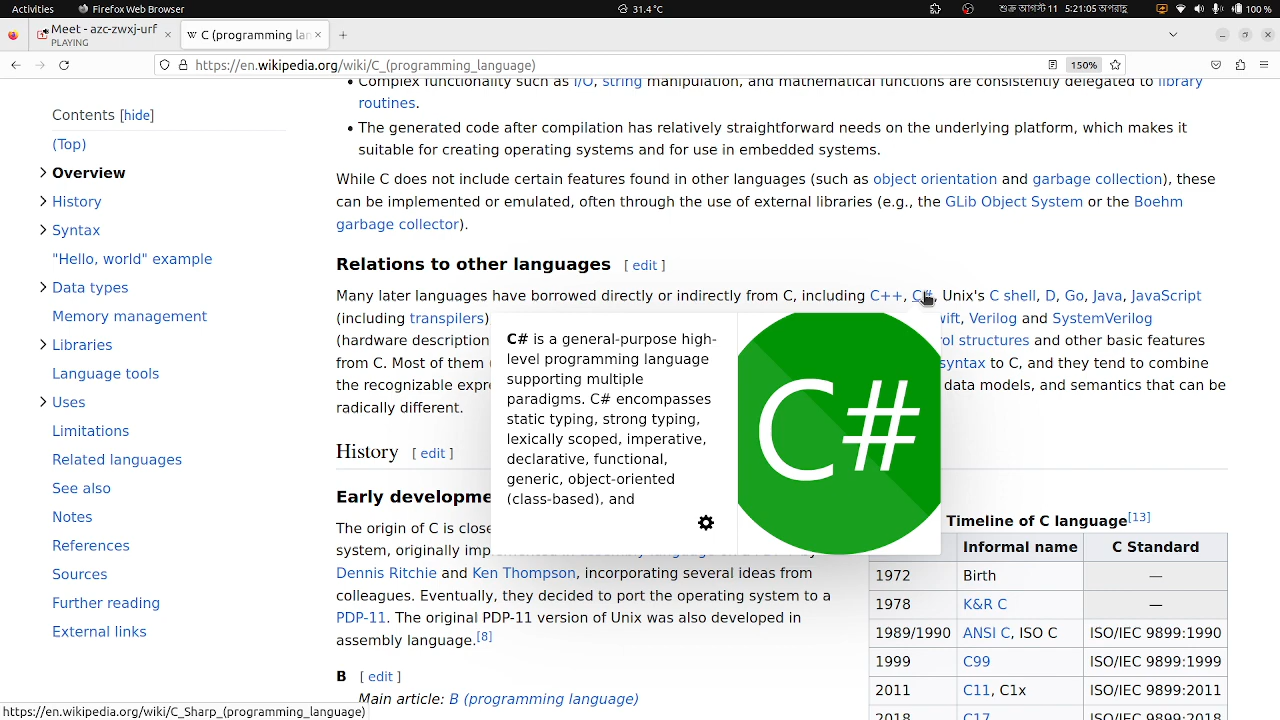 Activities Firefox Web Browser 31.4 °C শুক্র আগস্ট 11 5:21:05 অপরাহ্ণ 100 %
Meet - azc-zwxj-urf
PLAYING
W C (programming lan
https://en.wikipedia.org/wiki/C_(programming_language) 150%
Contents [hide]
(Top)
Overview
History
Syntax
"Hello, world" example
Data types
Memory management
Libraries
Language tools
Uses
Limitations
Related languages
See also
Notes
References
Sources
Further reading
External links
• Complex functionality such as I/O, string manipulation, and mathematical functions are consistently delegated to library
routines.
• The generated code after compilation has relatively straightforward needs on the underlying platform, which makes it
suitable for creating operating systems and for use in embedded systems.
While C does not include certain features found in other languages (such as object orientation and garbage collection), these
can be implemented or emulated, often through the use of external libraries (e.g., the GLib Object System or the Boehm
garbage collector).
Relations to other languages [ edit ]
Many later languages have borrowed directly or indirectly from C, including C++, C#, Unix's C shell, D, Go, Java, JavaScript
(including transpilers) Verilog and SystemVerilog
(hardware description structures and other basic features
from C. Most of them syntax to C, and they tend to combine
the recognizable data models, and semantics that can be
radically different.
C# is a general-purpose high-
level programming language
supporting multiple
paradigms. C# encompasses
static typing, strong typing,
lexically scoped, imperative,
declarative, functional,
generic, object-oriented
(class-based), and
C#
History [ edit ]
Early
The origin of C is
system, originally
Dennis Ritchie and Ken Thompson, incorporating several ideas from
colleagues. Eventually, they decided to port the operating system to a
PDP-11. The original PDP-11 version of Unix was also developed in
assembly language.[8]
B [ edit ]
Main article: B (programming language)
Timeline of C language[13]
Informal name C Standard
1972 Birth —
1978 K&R C —
1989/1990 ANSI C, ISO C ISO/IEC 9899:1990
1999 C99 ISO/IEC 9899:1999
2011 C11, C1x ISO/IEC 9899:2011
2018 C17 ISO/IEC 9899:2018
https://en.wikipedia.org/wiki/C_Sharp_(programming_language)